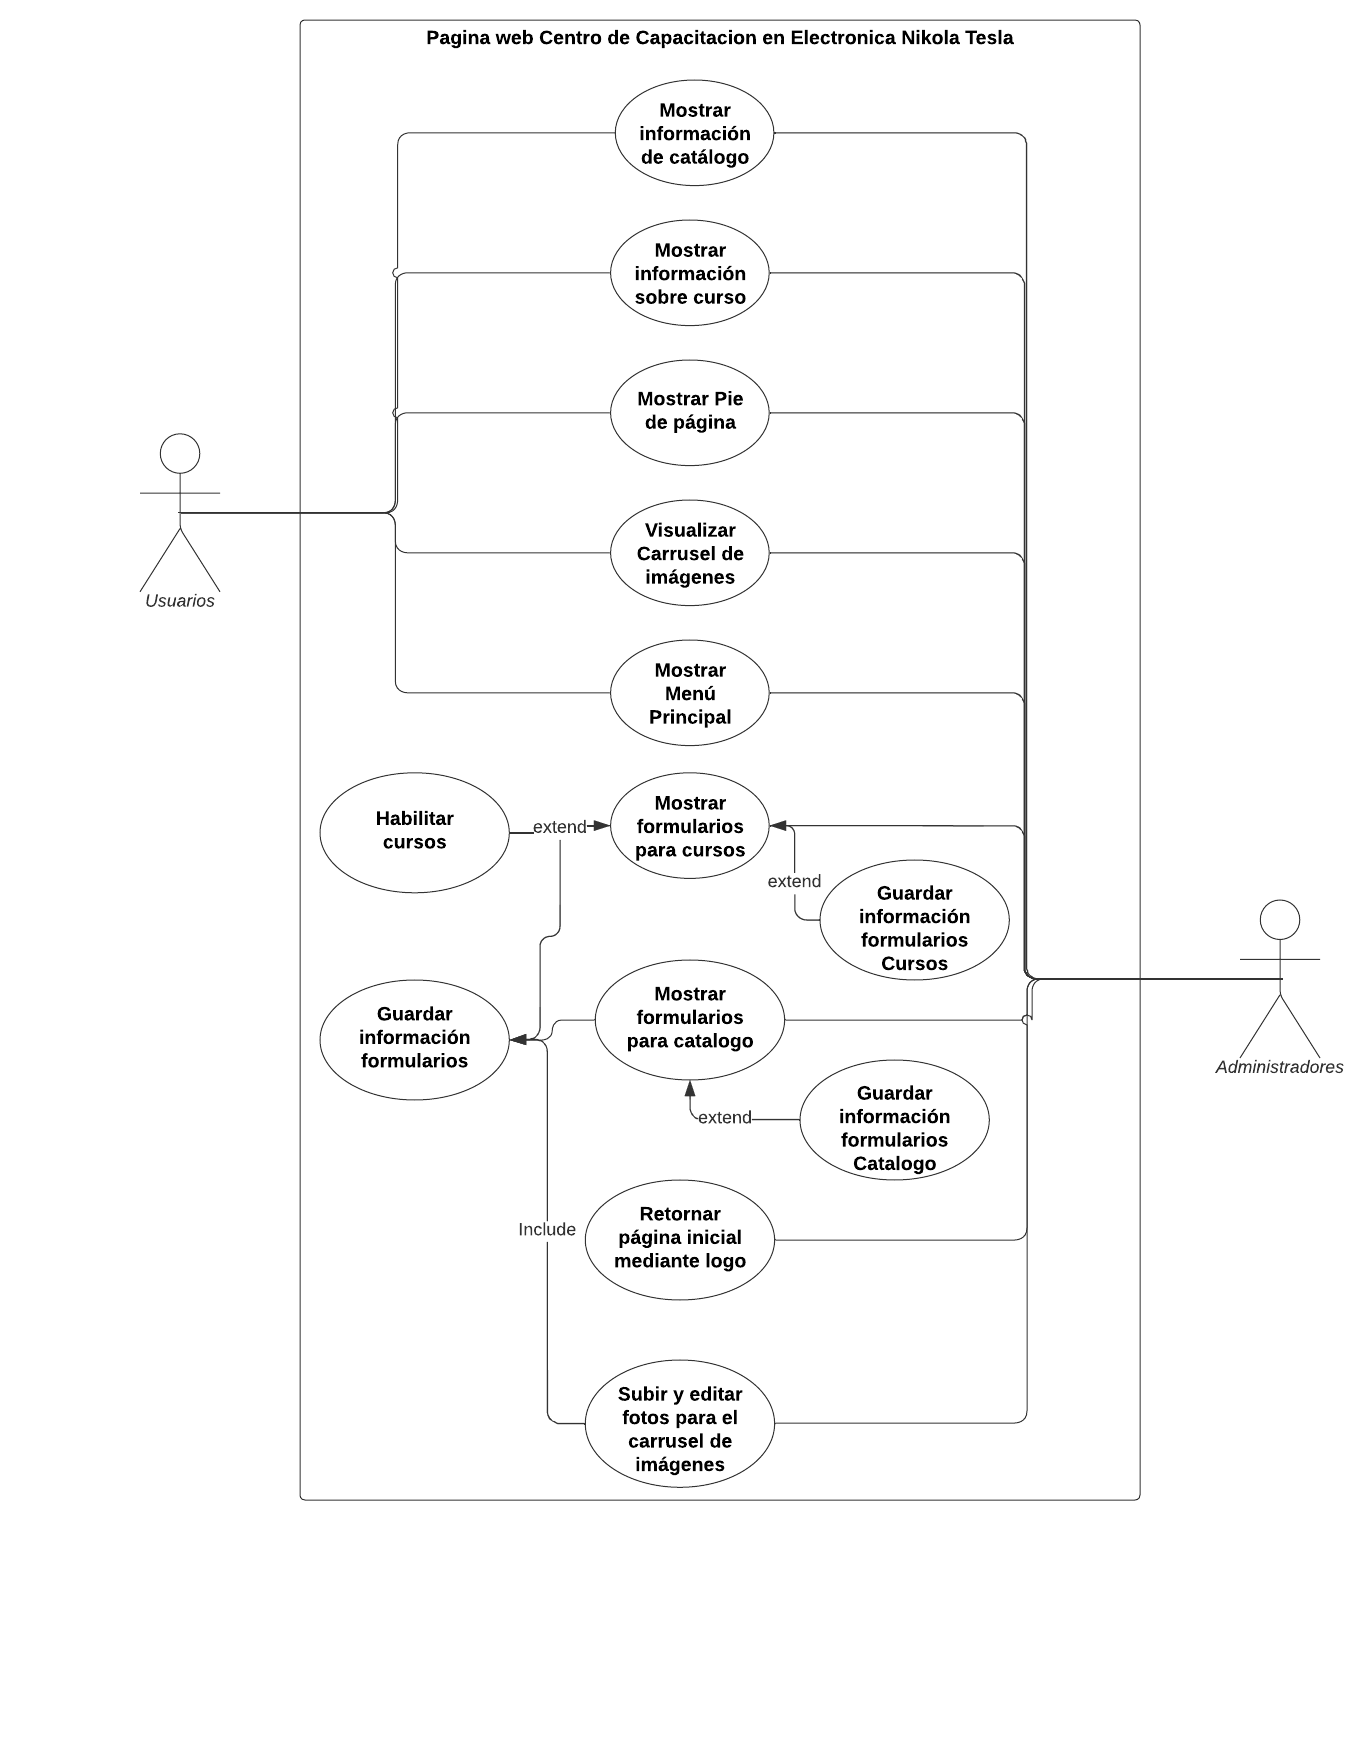 Pagina web Centro de Capacitacion en Electronica Nikola Tesla
Mostrar
información
de catálogo
Mostrar
información
sobre curso
Mostrar Pie
de página
Visualizar
Carrusel de
imágenes
Usuarios
Mostrar
Menú
Principal
Habilitar
cursos
extend
Mostrar
formularios
para cursos
extend
Guardar
información
formularios
Cursos
Guardar
información
formularios
Mostrar
formularios
para catalogo
Administradores
extend
Guardar
información
formularios
Catalogo
Include
Retornar
página inicial
mediante logo
Subir y editar
fotos para el
carrusel de
imágenes